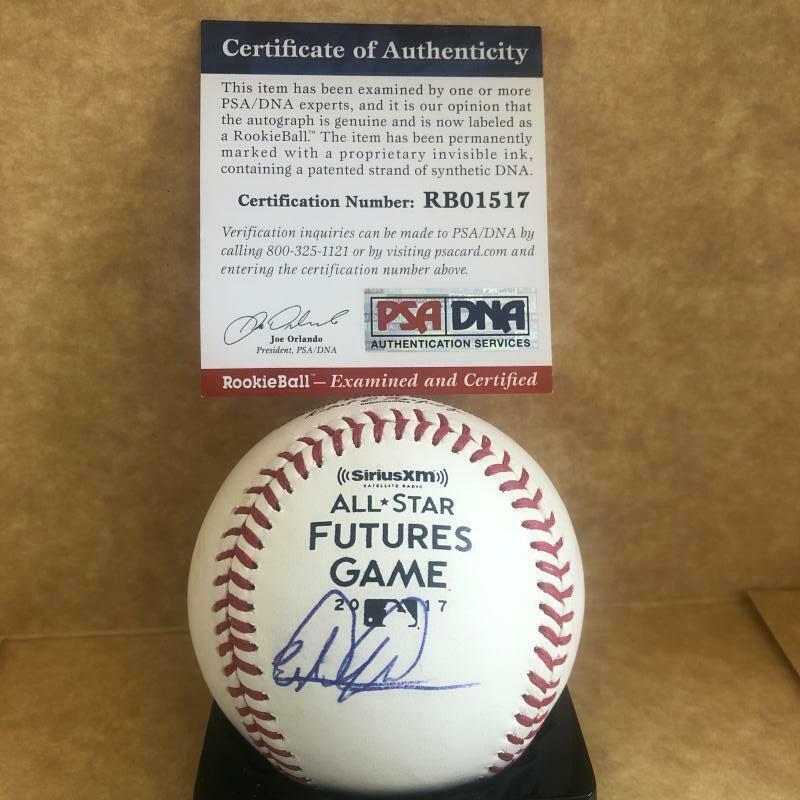 Certificate of Authenticity
This item has been examined by one or more
PSA/DNA experts, and it is our opinion that
the autograph is genuine and is now labeled as
a RookieBall.™ The item has been permanently
marked with a proprietary invisible ink,
containing a patented strand of synthetic DNA.
Certification Number: RB01517
Verification inquiries can be made to PSA/DNA by
calling 800-325-1121 or by visiting psacard.com and
entering the certification number above.
Joe Orlando
President, PSA/DNA
PSA DNA
AUTHENTICATION SERVICES
RookieBall™ — Examined and Certified
((SiriusXM))
SATELLITE RADIO
ALL★STAR
FUTURES
GAME
2017